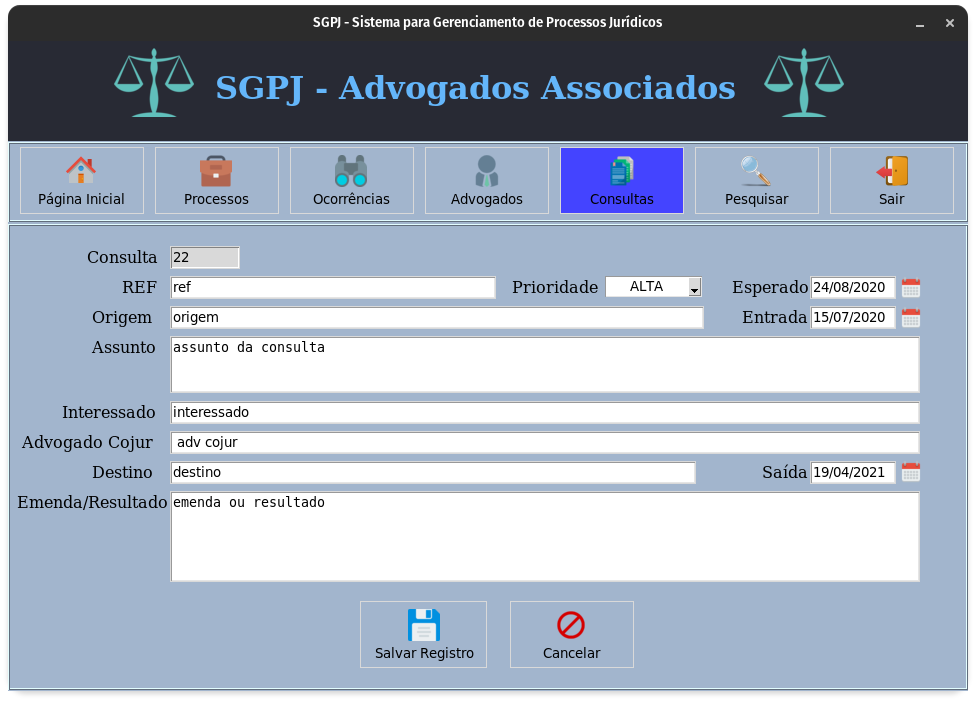 SGPJ - Sistema para Gerenciamento de Processos Jurídicos
SGPJ - Advogados Associados
Página Inicial Processos Ocorrências Advogados Consultas Pesquisar Sair
Consulta 22
REF ref Prioridade ALTA Esperado 24/08/2020
Origem origem Entrada 15/07/2020
Assunto assunto da consulta
Interessado interessado
Advogado Cojur adv cojur
Destino destino Saída 19/04/2021
Emenda/Resultado emenda ou resultado
Salvar Registro Cancelar